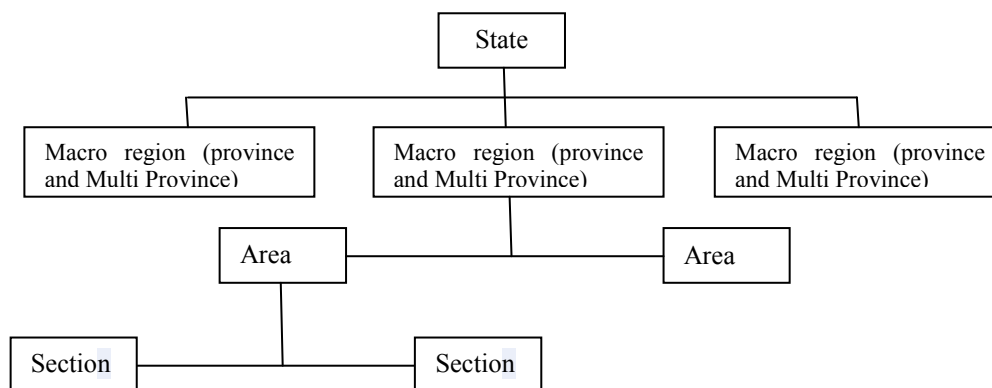 State
Macro region (province
and Multi Province)
Macro region (province
and Multi Province)
Macro region (province
and Multi Province)
Area
Area
Section
Section